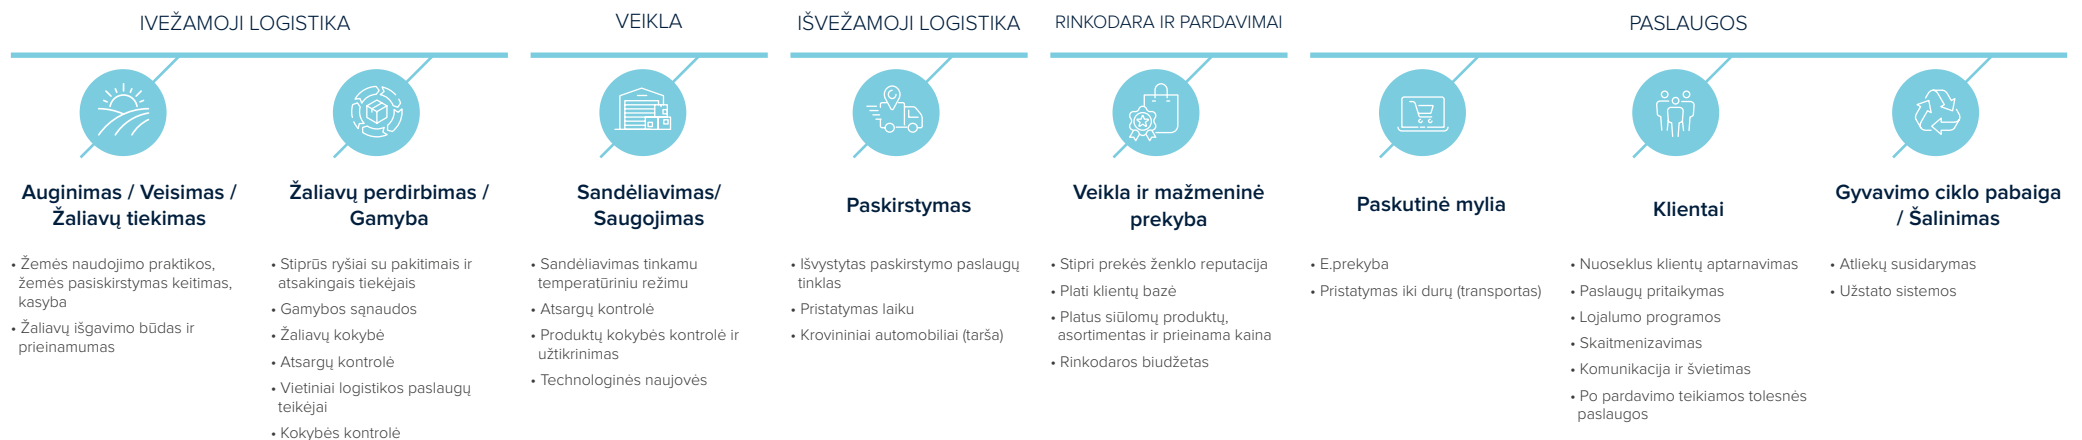 IVEŽAMOJI LOGISTIKA
VEIKLA
IŠVEŽAMOJI LOGISTIKA
RINKODARA IR PARDAVIMAI
PASLAUGOS
Auginimas / Veisimas /
Žaliavų tiekimas
• Žemės naudojimo praktikos,
žemės pasiskirstymas keitimas,
kasyba
• Žaliavų išgavimo būdas ir
prieinamumas
Žaliavų perdirbimas /
Gamyba
• Stiprūs ryšiai su pakitimais ir
atsakingais tiekėjais
• Gamybos sąnaudos
• Žaliavų kokybė
• Atsargų kontrolė
• Vietiniai logistikos paslaugų
teikėjai
• Kokybės kontrolė
Sandėliavimas/
Saugojimas
• Sandėliavimas tinkamu
temperatūriniu režimu
• Atsargų kontrolė
• Produktų kokybės kontrolė ir
užtikrinimas
• Technologinės naujovės
Paskirstymas
• Išvystytas paskirstymo paslaugų
tinklas
• Pristatymas laiku
• Krovininiai automobiliai (tarša)
Veikla ir mažmeninė
prekyba
• Stipri prekės ženklo reputacija
• Plati klientų bazė
• Platus siūlomų produktų,
asortimentas ir prieinama kaina
• Rinkodaros biudžetas
Paskutinė mylia
• E.prekyba
• Pristatymas iki durų (transportas)
Klientai
• Nuoseklus klientų aptarnavimas
• Paslaugų pritaikymas
• Lojalumo programos
• Skaitmenizavimas
• Komunikacija ir švietimas
• Po pardavimo teikiamos tolesnės
paslaugos
Gyvavimo ciklo pabaiga
/ Šalinimas
• Atliekų susidarymas
• Užstato sistemos